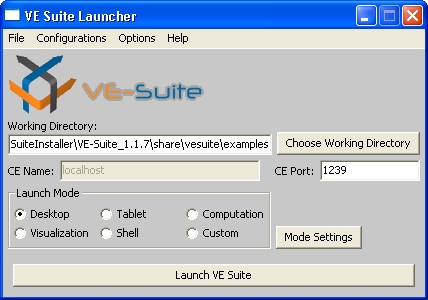 VE Suite Launcher
File Configurations Options Help
VE-Suite
Working Directory:
SuiteInstaller\VE-Suite_1.1.7\share\vesuite\examples Choose Working Directory
CE Name: localhost CE Port: 1239
Launch Mode
Desktop Tablet Computation
Visualization Shell Custom Mode Settings
Launch VE Suite